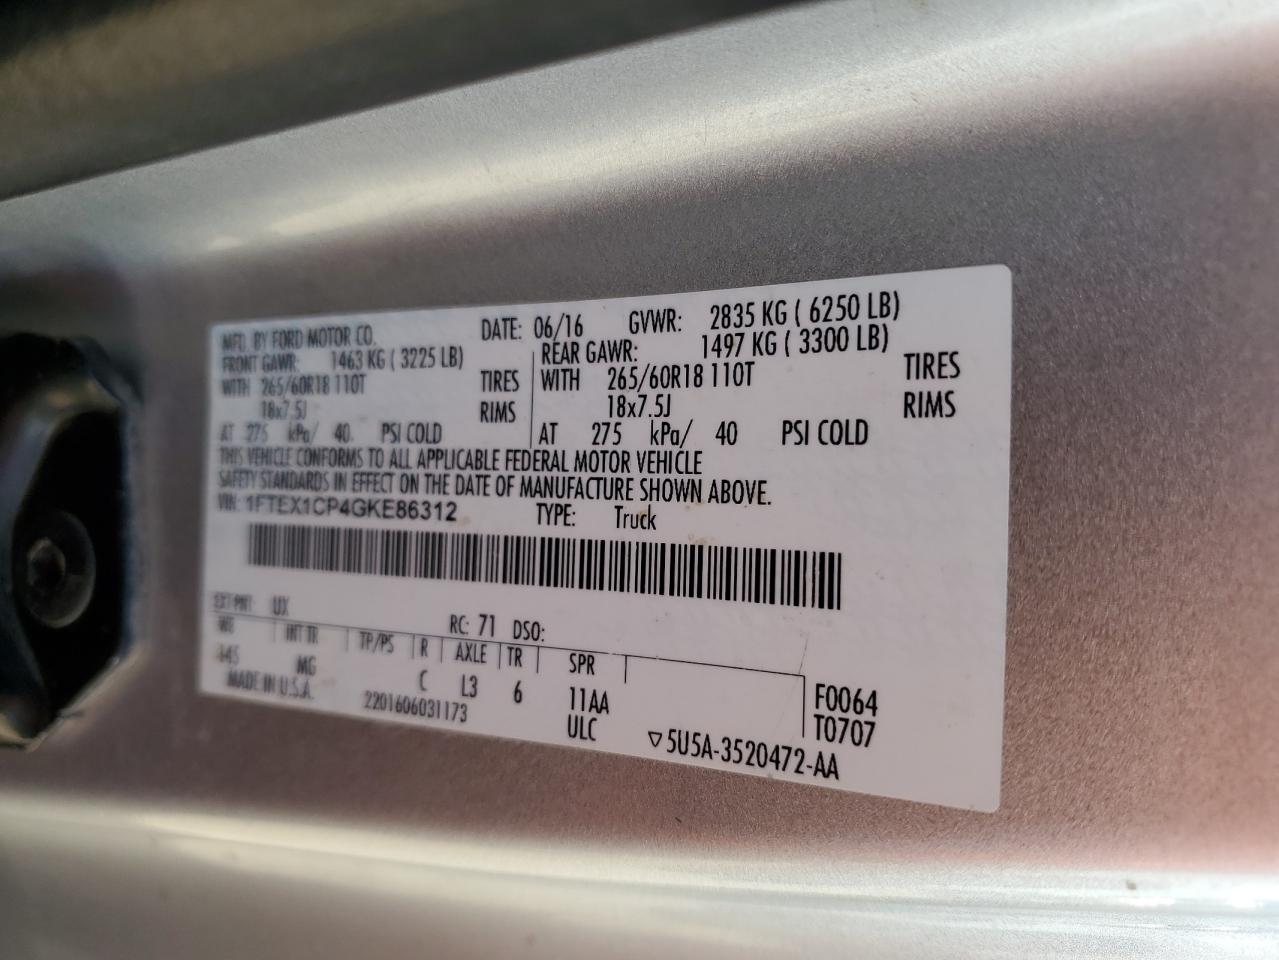 MFD. BY FORD MOTOR CO. DATE: 06/16 GVWR: 2835 KG ( 6250 LB)
FRONT GAWR: 1463 KG ( 3225 LB) REAR GAWR: 1497 KG ( 3300 LB)
WITH 265/60R18 110T TIRES WITH 265/60R18 110T TIRES
18x7.5J RIMS 18x7.5J RIMS
AT 275 kPa/ 40 PSI COLD AT 275 kPa/ 40 PSI COLD
THIS VEHICLE CONFORMS TO ALL APPLICABLE FEDERAL MOTOR VEHICLE
SAFETY STANDARDS IN EFFECT ON THE DATE OF MANUFACTURE SHOWN ABOVE.
VIN: 1FTEX1CP4GKE86312 TYPE: Truck
EXT PNT: UX RC: 71 DSO:
WB INT TR TP/PS R AXLE TR SPR
145 MG C L3 6 11AA F0064
MADE IN U.S.A. 2201606031173 ULC T0707
▽5U5A-3520472-AA